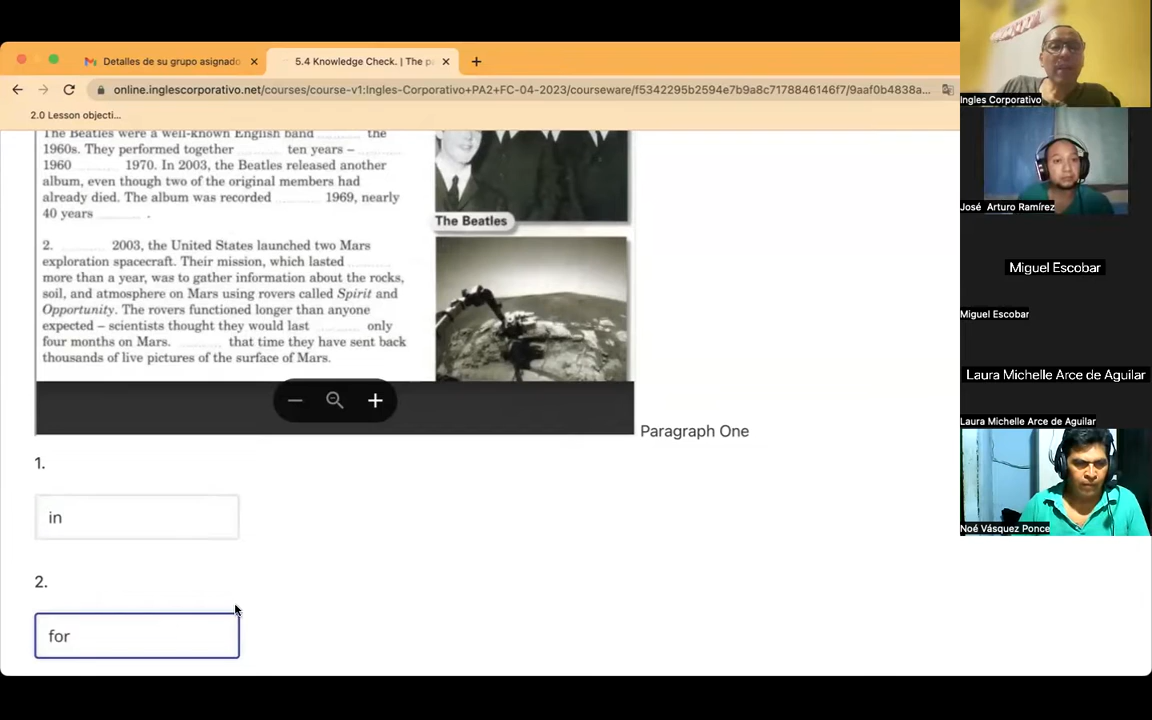 Detalles de su grupo asignado
5.4 Knowledge Check. | The p
online.inglescorporativo.net/courses/course-v1:Ingles-Corporativo+PA2+FC-04-2023/courseware/f5342295b2594e7b9a8c7178846146f7/9aaf0b4838a...
2.0 Lesson objecti...
The Beatles were a well-known English band ........ the
1960s. They performed together ........ ten years – ........
1960 ........ 1970. In 2003, the Beatles released another
album, even though two of the original members had
already died. The album was recorded ........ 1969, nearly
40 years ........ .
The Beatles
2. ........ 2003, the United States launched two Mars
exploration spacecraft. Their mission, which lasted ........
more than a year, was to gather information about the rocks,
soil, and atmosphere on Mars using rovers called Spirit and
Opportunity. The rovers functioned longer than anyone
expected – scientists thought they would last ........ only
four months on Mars. ........ that time they have sent back
thousands of live pictures of the surface of Mars.
Paragraph One
1.
in
2.
for
Ingles Corporativo
José Arturo Ramírez
Miguel Escobar
Miguel Escobar
Laura Michelle Arce de Aguilar
Laura Michelle Arce de Aguilar
Noé Vásquez Ponce